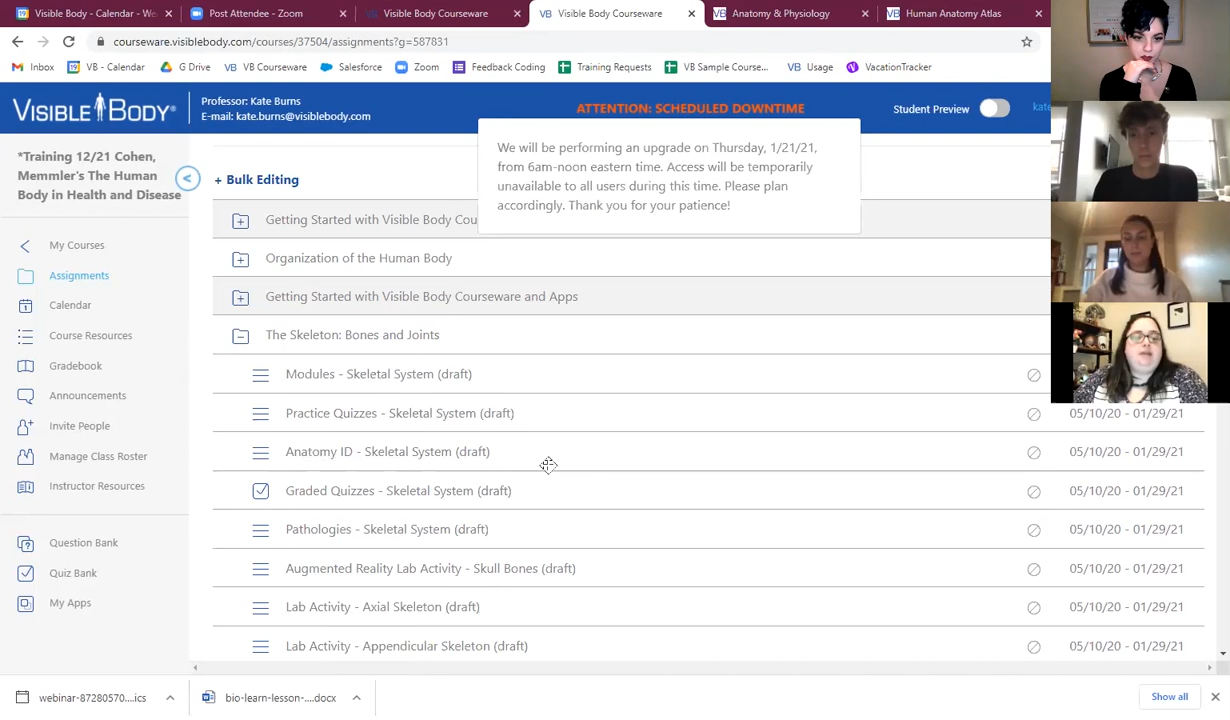 Visible Body - Calendar - We
Post Attendee - Zoom
Visible Body Courseware
Visible Body Courseware
Anatomy & Physiology
Human Anatomy Atlas
courseware.visiblebody.com/courses/37504/assignments?g=587831
Inbox VB - Calendar G Drive VB Courseware Salesforce Zoom Feedback Coding Training Requests VB Sample Course... Usage VacationTracker
VISIBLE BODY®
Professor: Kate Burns
E-mail: kate.burns@visiblebody.com
ATTENTION: SCHEDULED DOWNTIME
Student Preview
kate
We will be performing an upgrade on Thursday, 1/21/21,
from 6am-noon eastern time. Access will be temporarily
unavailable to all users during this time. Please plan
accordingly. Thank you for your patience!
*Training 12/21 Cohen,
Memmler's The Human
Body in Health and Disease
My Courses
Assignments
Calendar
Course Resources
Gradebook
Announcements
Invite People
Manage Class Roster
Instructor Resources
Question Bank
Quiz Bank
My Apps
+ Bulk Editing
Getting Started with Visible Body Cou
Organization of the Human Body
Getting Started with Visible Body Courseware and Apps
The Skeleton: Bones and Joints
Modules - Skeletal System (draft)
Practice Quizzes - Skeletal System (draft) 05/10/20 - 01/29/21
Anatomy ID - Skeletal System (draft) 05/10/20 - 01/29/21
Graded Quizzes - Skeletal System (draft) 05/10/20 - 01/29/21
Pathologies - Skeletal System (draft) 05/10/20 - 01/29/21
Augmented Reality Lab Activity - Skull Bones (draft) 05/10/20 - 01/29/21
Lab Activity - Axial Skeleton (draft) 05/10/20 - 01/29/21
Lab Activity - Appendicular Skeleton (draft) 05/10/20 - 01/29/21
webinar-87280570....ics
bio-learn-lesson-....docx
Show all